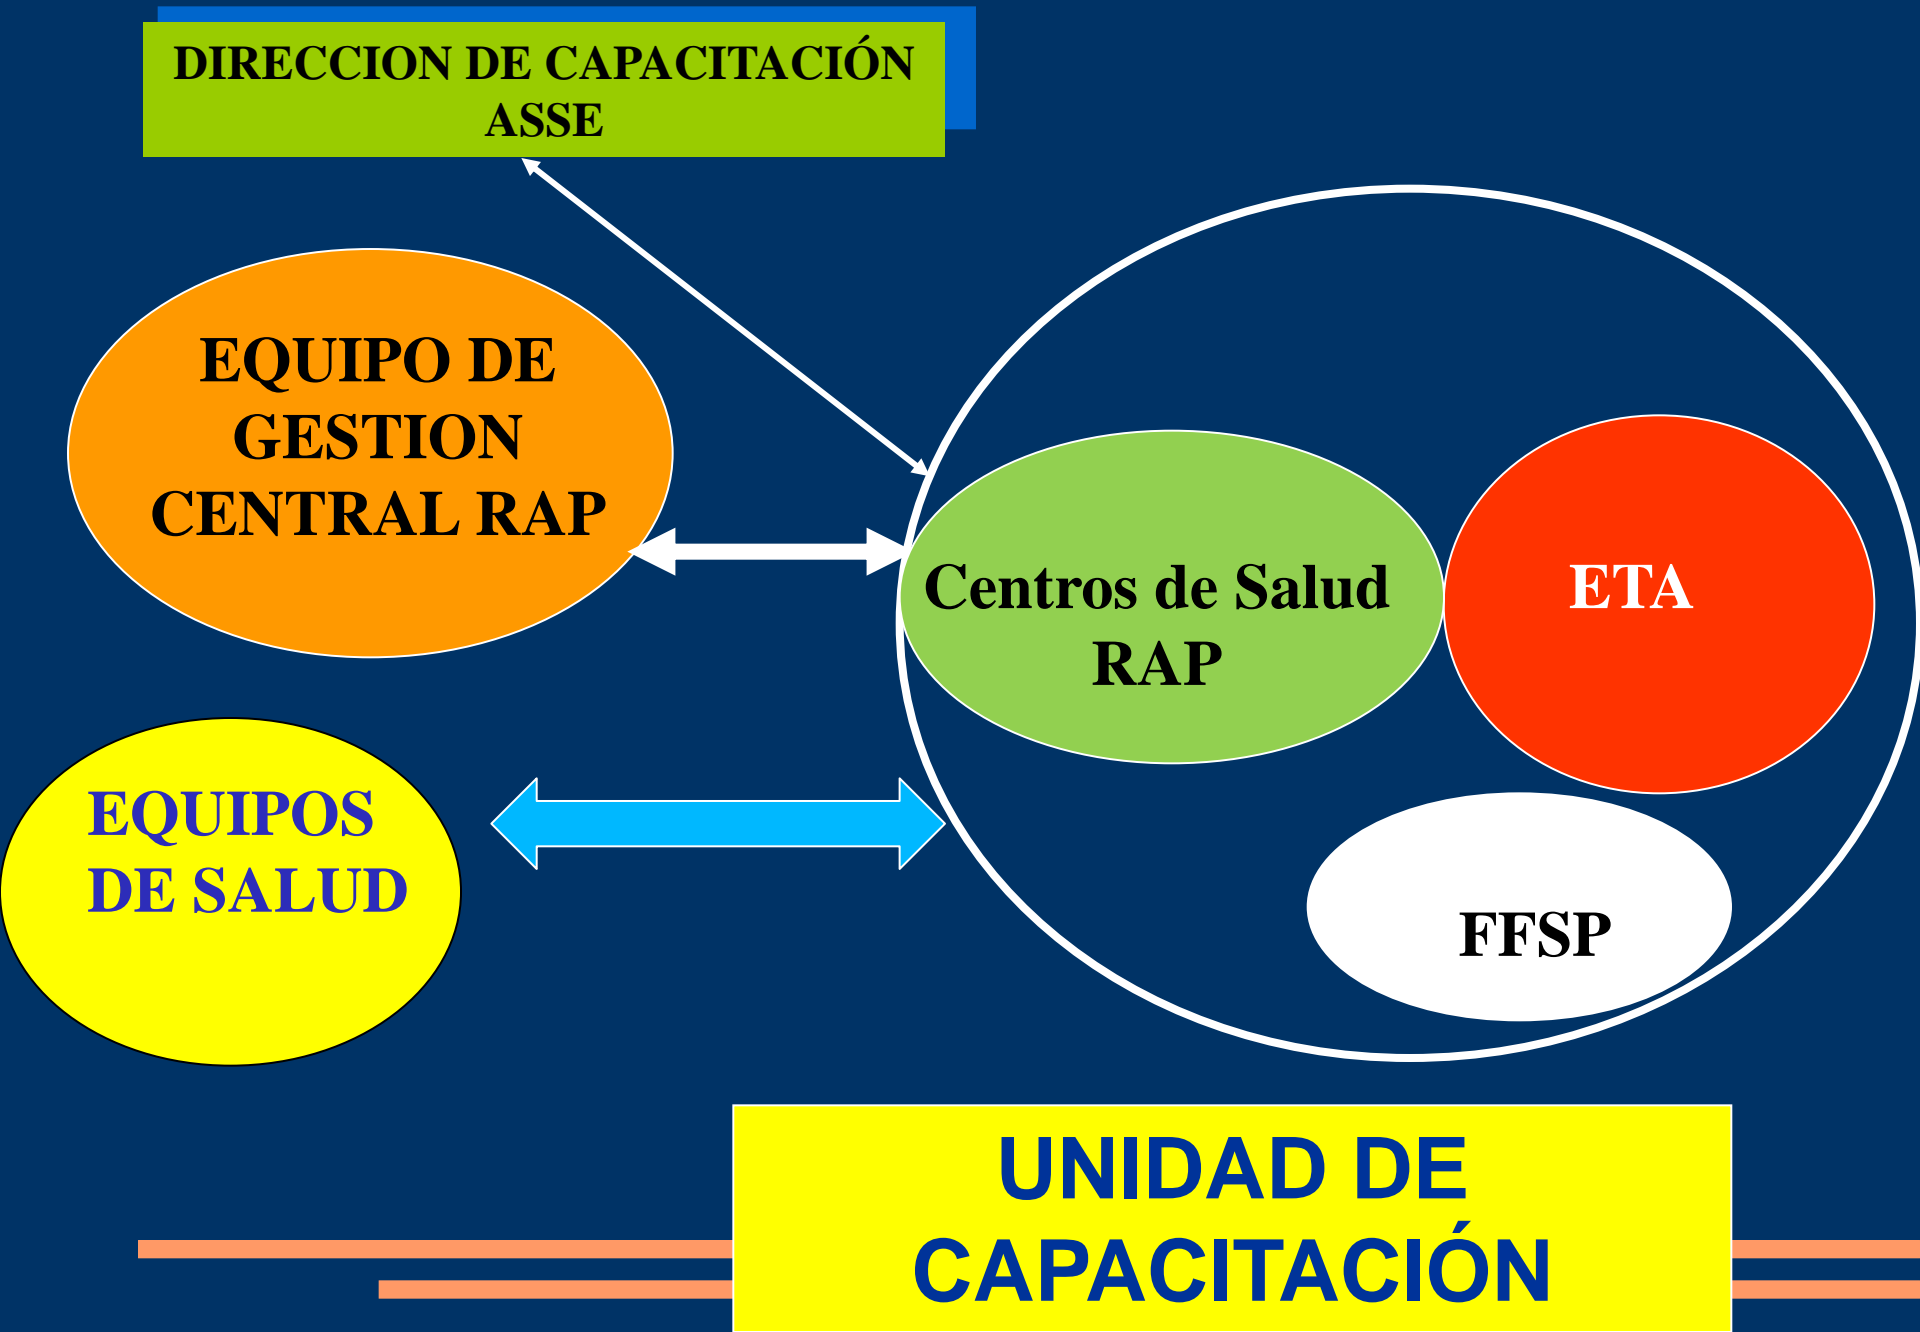 DIRECCION DE CAPACITACIÓN
ASSE
EQUIPO DE
GESTION
CENTRAL RAP
Centros de Salud
RAP
ETA
EQUIPOS
DE SALUD
FFSP
UNIDAD DE
CAPACITACIÓN